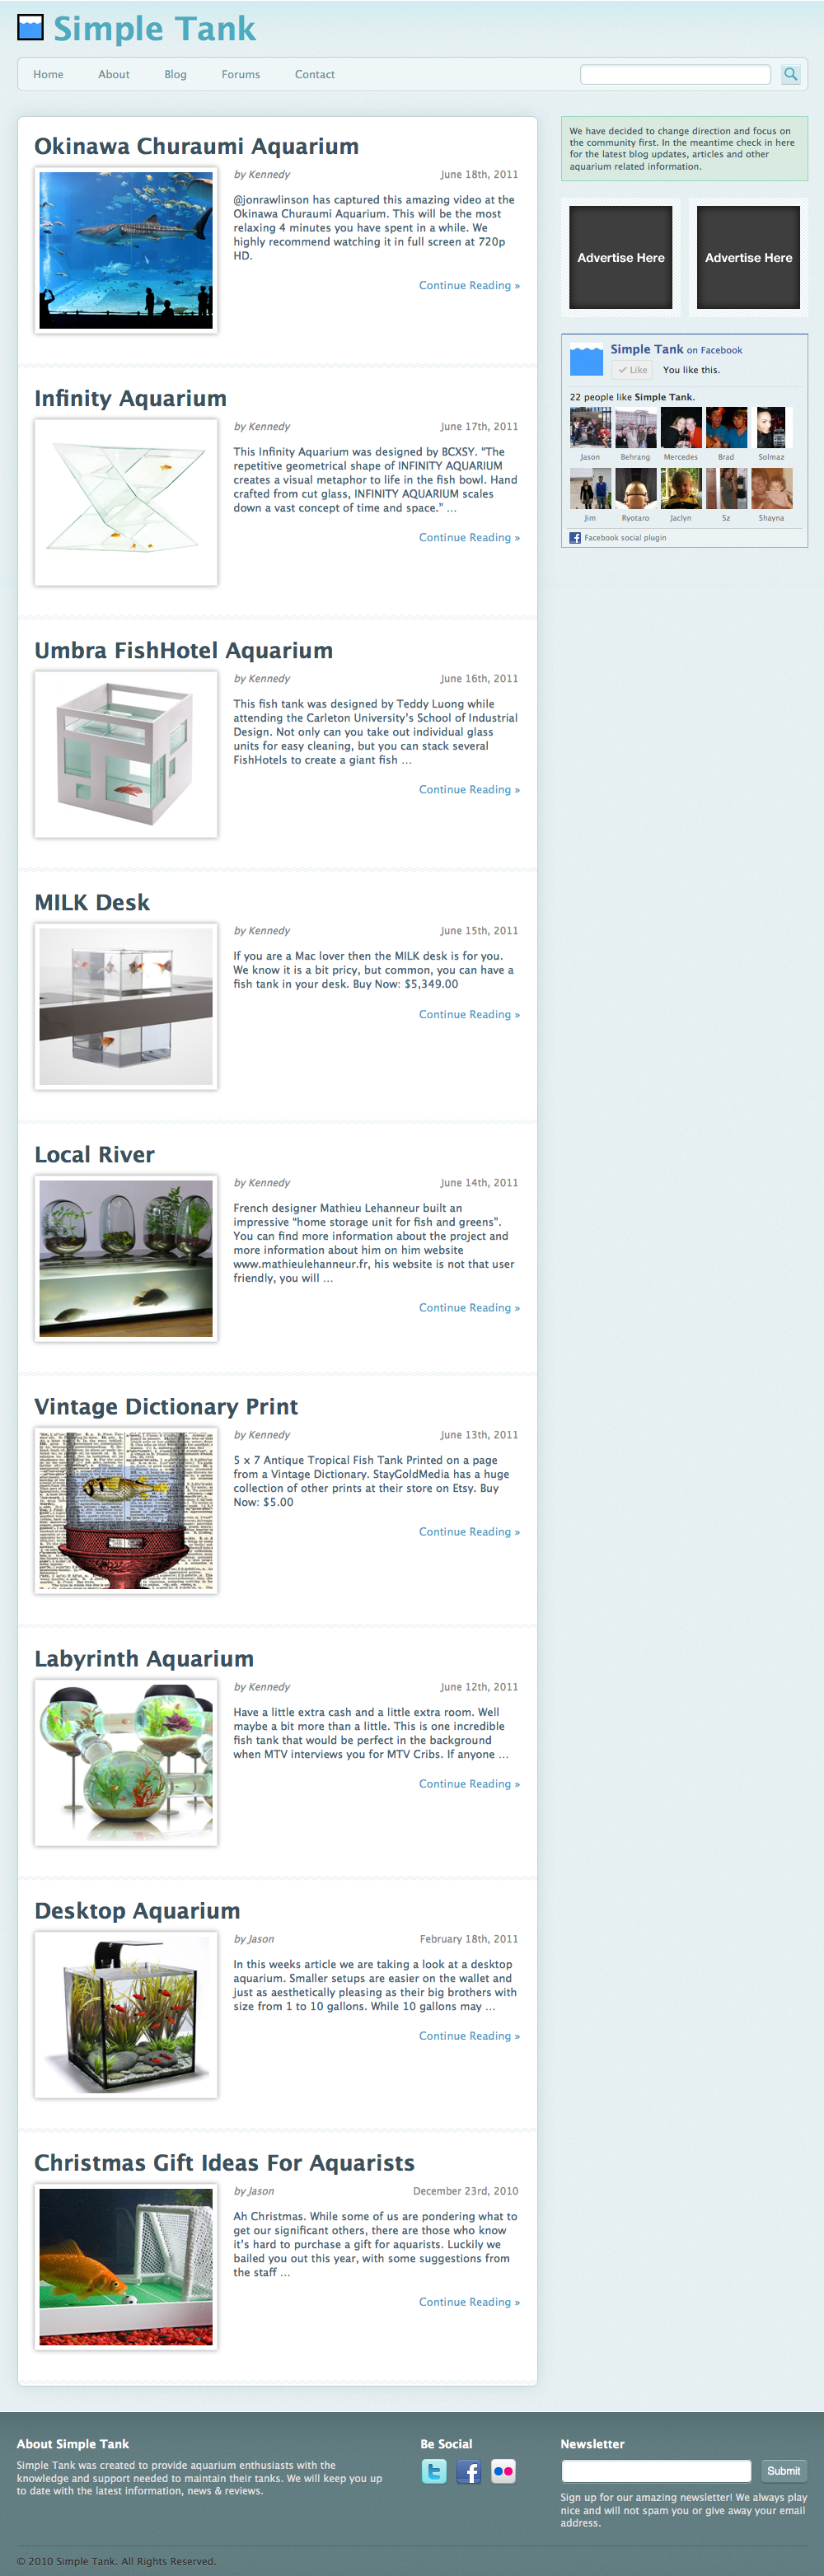 Simple Tank
Home About Blog Forums Contact
Okinawa Churaumi Aquarium
by Kennedy June 18th, 2011
@jonrawlinson has captured this amazing video at the
Okinawa Churaumi Aquarium. This will be the most
relaxing 4 minutes you have spent in a while. We
highly recommend watching it in full screen at 720p
HD.
Continue Reading »
Infinity Aquarium
by Kennedy June 17th, 2011
This Infinity Aquarium was designed by BCXSY. “The
repetitive geometrical shape of INFINITY AQUARIUM
creates a visual metaphor to life in the fish bowl. Hand
crafted from cut glass, INFINITY AQUARIUM scales
down a vast concept of time and space.” …
Continue Reading »
Umbra FishHotel Aquarium
by Kennedy June 16th, 2011
This fish tank was designed by Teddy Luong while
attending the Carleton University’s School of Industrial
Design. Not only can you take out individual glass
units for easy cleaning, but you can stack several
FishHotels to create a giant fish …
Continue Reading »
MILK Desk
by Kennedy June 15th, 2011
If you are a Mac lover then the MILK desk is for you.
We know it is a bit pricy, but common, you can have a
fish tank in your desk. Buy Now: $5,349.00
Continue Reading »
Local River
by Kennedy June 14th, 2011
French designer Mathieu Lehanneur built an
impressive “home storage unit for fish and greens”.
You can find more information about the project and
more information about him on him website
www.mathieulehanneur.fr, his website is not that user
friendly, you will …
Continue Reading »
Vintage Dictionary Print
by Kennedy June 13th, 2011
5 x 7 Antique Tropical Fish Tank Printed on a page
from a Vintage Dictionary. StayGoldMedia has a huge
collection of other prints at their store on Etsy. Buy
Now: $5.00
Continue Reading »
Labyrinth Aquarium
by Kennedy June 12th, 2011
Have a little extra cash and a little extra room. Well
maybe a bit more than a little. This is one incredible
fish tank that would be perfect in the background
when MTV interviews you for MTV Cribs. If anyone …
Continue Reading »
Desktop Aquarium
by Jason February 18th, 2011
In this weeks article we are taking a look at a desktop
aquarium. Smaller setups are easier on the wallet and
just as aesthetically pleasing as their big brothers with
size from 1 to 10 gallons. While 10 gallons may …
Continue Reading »
Christmas Gift Ideas For Aquarists
by Jason December 23rd, 2010
Ah Christmas. While some of us are pondering what to
get our significant others, there are those who know
it’s hard to purchase a gift for aquarists. Luckily we
bailed you out this year, with some suggestions from
the staff …
Continue Reading »
We have decided to change direction and focus on
the community first. In the meantime check in here
for the latest blog updates, articles and other
aquarium related information.
Advertise Here Advertise Here
Simple Tank on Facebook
Like You like this.
22 people like Simple Tank.
Jason Behrang Mercedes Brad Solmaz
Jim Ryotaro Jaclyn Sz Shayna
Facebook social plugin
About Simple Tank
Simple Tank was created to provide aquarium enthusiasts with the
knowledge and support needed to maintain their tanks. We will keep you up
to date with the latest information, news & reviews.
Be Social
Newsletter
Submit
Sign up for our amazing newsletter! We always play
nice and will not spam you or give away your email
address.
© 2010 Simple Tank. All Rights Reserved.